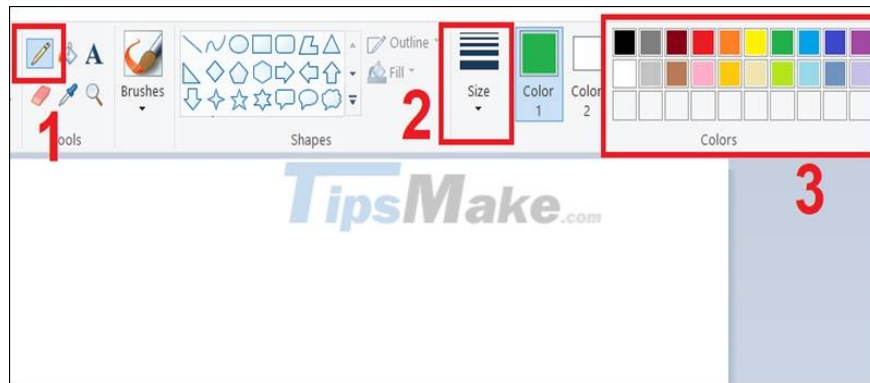 A
Outline
Fill
Brushes
Size
Color
1
Color
2
1
ools
Shapes
2
Colors
3
TipsMake.com